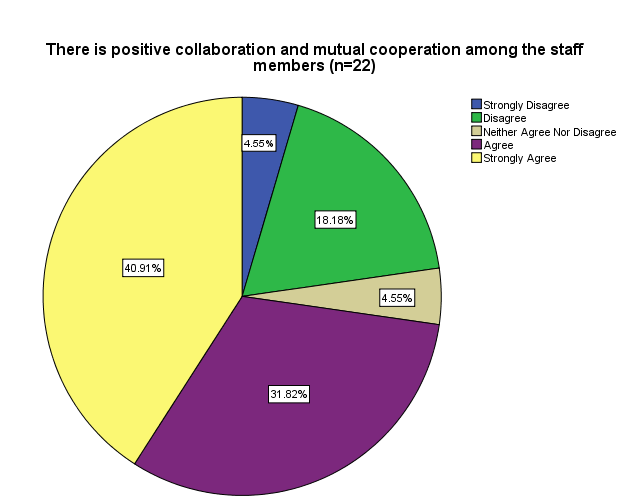 There is positive collaboration and mutual cooperation among the staff
members (n=22)
Strongly Disagree
Disagree
Neither Agree Nor Disagree
Agree
Strongly Agree
4.55%
18.18%
4.55%
31.82%
40.91%